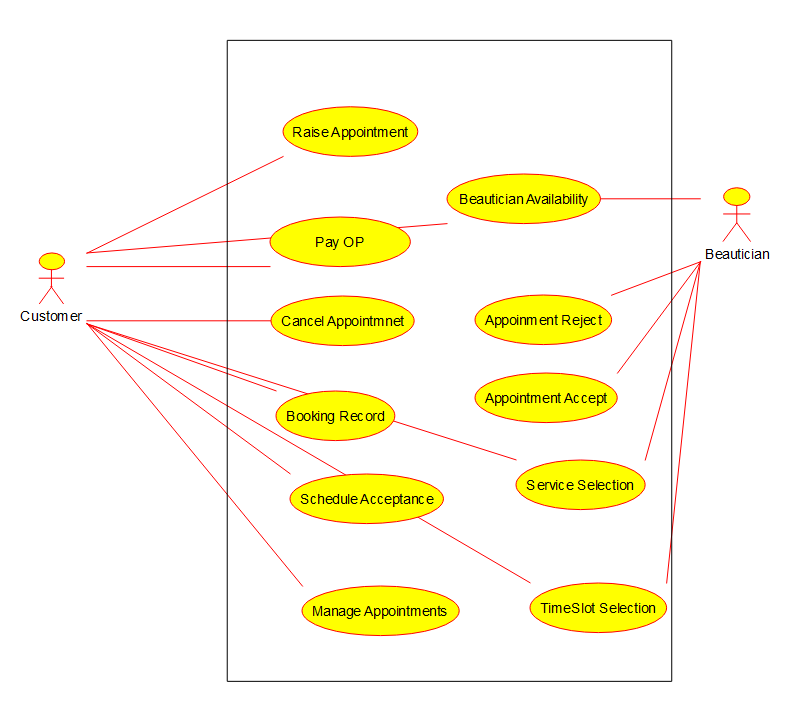 Raise Appointment
Beautician Availability
Pay OP
Beautician
Customer
Cancel Appointmnet
Appoinment Reject
Appointment Accept
Booking Record
Service Selection
Schedule Acceptance
TimeSlot Selection
Manage Appointments